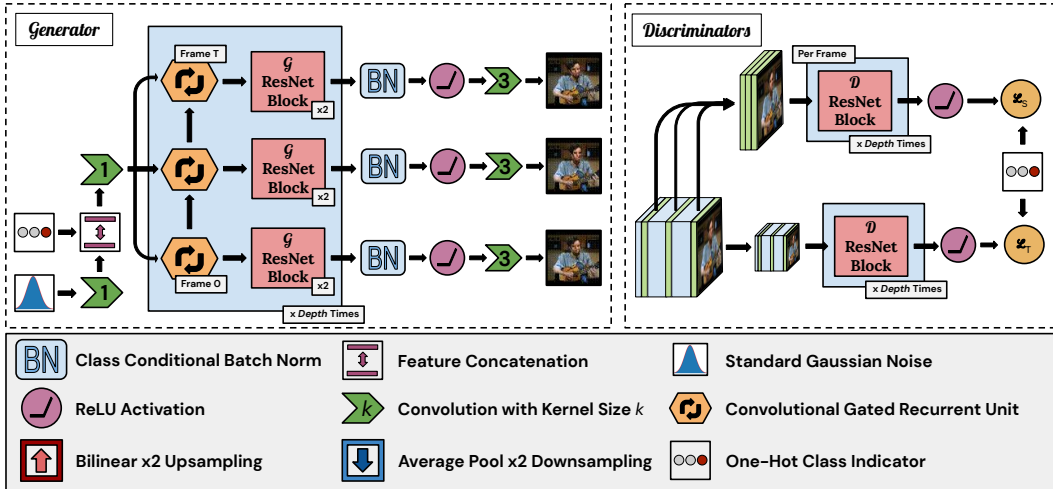 Generator
Frame T
𝒢
ResNet
Block
x2
BN
3
𝒢
ResNet
Block
x2
BN
3
1
𝒢
ResNet
Block
x2
BN
3
Frame 0
1
x Depth Times
Discriminators
Per Frame
𝒟
ResNet
Block
x Depth Times
ℒS
𝒟
ResNet
Block
x Depth Times
ℒT
BN Class Conditional Batch Norm
Feature Concatenation
Standard Gaussian Noise
ReLU Activation
k Convolution with Kernel Size k
Convolutional Gated Recurrent Unit
Bilinear x2 Upsampling
Average Pool x2 Downsampling
One-Hot Class Indicator